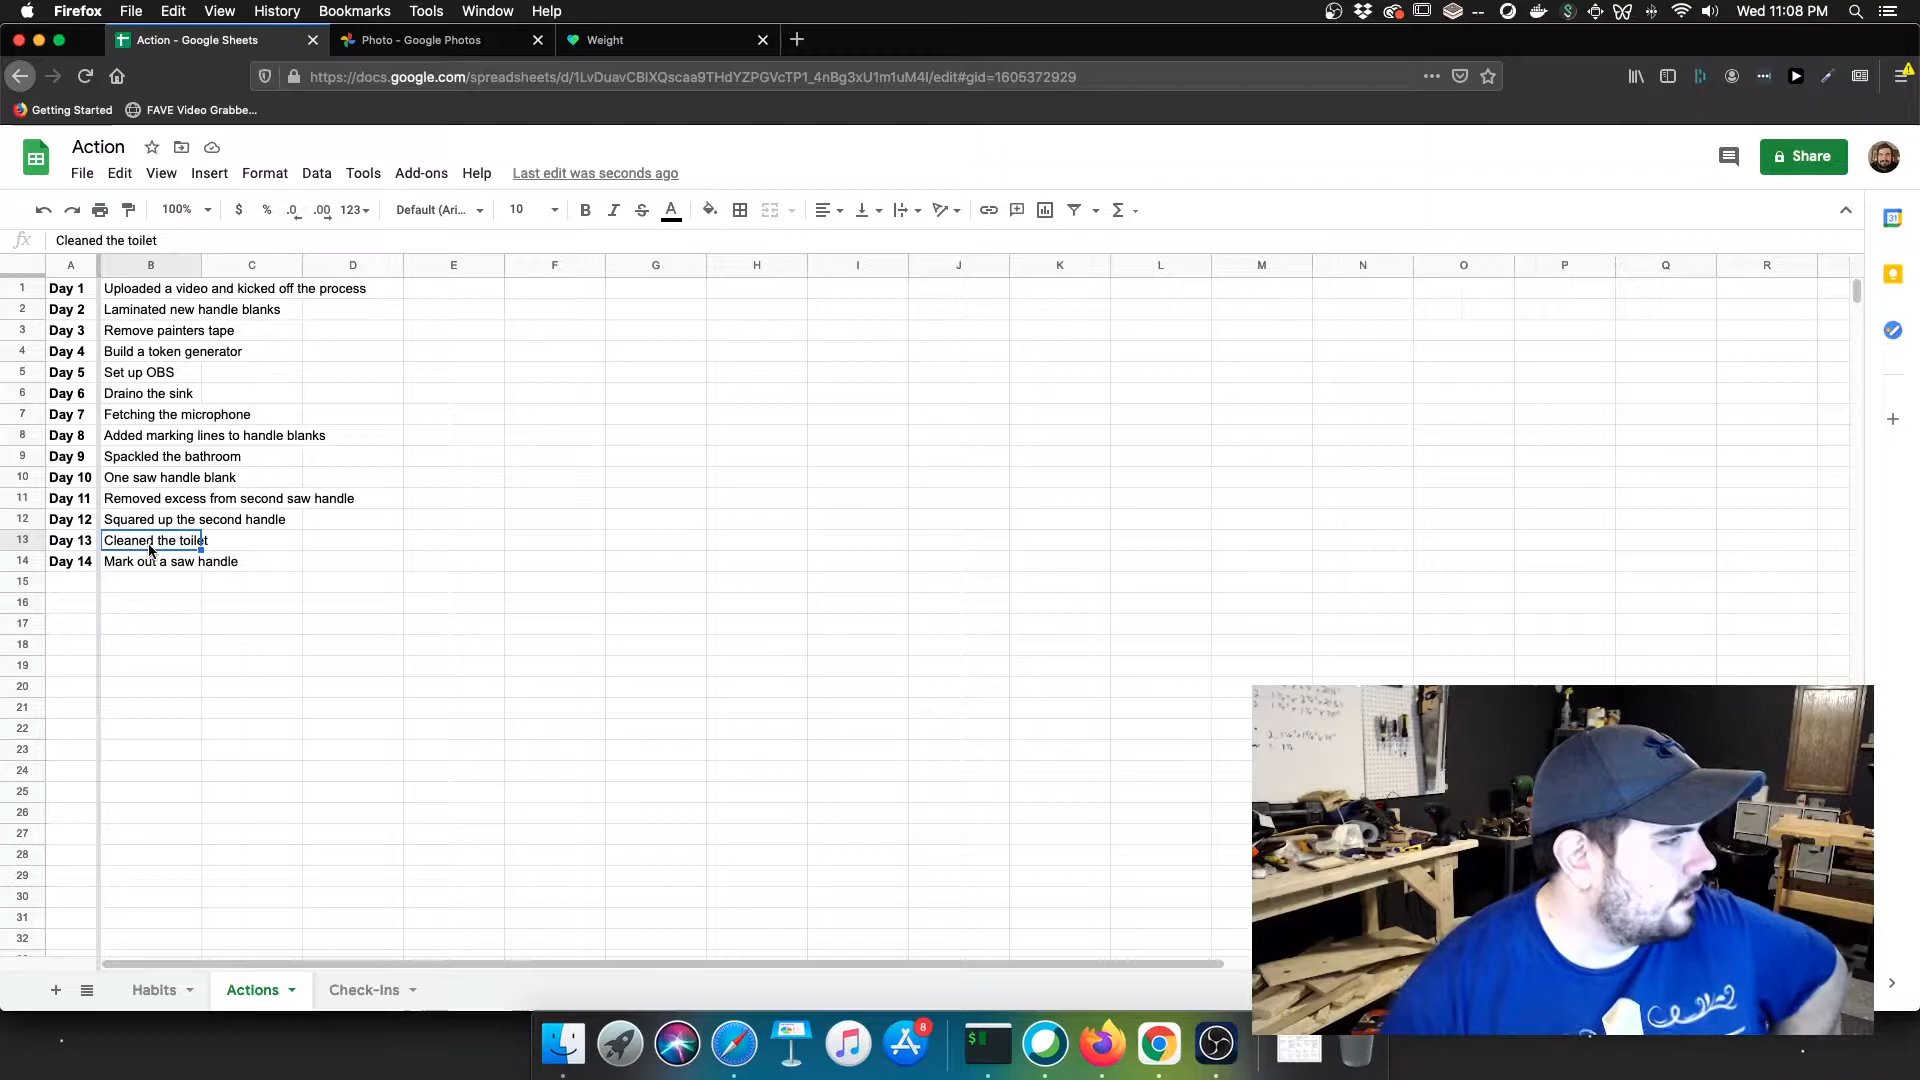 Firefox File Edit View History Bookmarks Tools Window Help Wed 11:08 PM
Action - Google Sheets Photo - Google Photos Weight
https://docs.google.com/spreadsheets/d/1LvDuavCBlXQscaa9THdYZPGVcTP1_4nBg3xU1m1uM4I/edit#gid=1605372929
Getting Started FAVE Video Grabbe...
Action
Share
File Edit View Insert Format Data Tools Add-ons Help Last edit was seconds ago
100% $ % .0 .00 123 Default (Ari... 10 B I S A Σ
31
fx Cleaned the toilet
A B C D E F G H I J K L M N O P Q R
1 Day 1 Uploaded a video and kicked off the process
2 Day 2 Laminated new handle blanks
3 Day 3 Remove painters tape
4 Day 4 Build a token generator
5 Day 5 Set up OBS
6 Day 6 Draino the sink
7 Day 7 Fetching the microphone
8 Day 8 Added marking lines to handle blanks
9 Day 9 Spackled the bathroom
10 Day 10 One saw handle blank
11 Day 11 Removed excess from second saw handle
12 Day 12 Squared up the second handle
13 Day 13 Cleaned the toilet
14 Day 14 Mark out a saw handle
15
16
17
18
19
20
21
22
23
24
25
26
27
28
29
30
31
32
Habits Actions Check-Ins
8
$